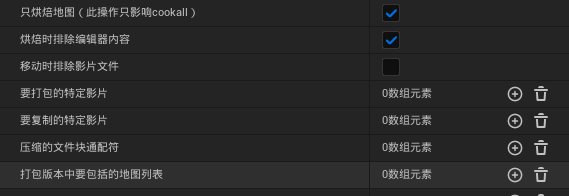 只烘焙地图（此操作只影响cookall）
烘焙时排除编辑器内容
移动时排除影片文件
要打包的特定影片 0数组元素
要复制的特定影片 0数组元素
压缩的文件块通配符 0数组元素
打包版本中要包括的地图列表 0数组元素